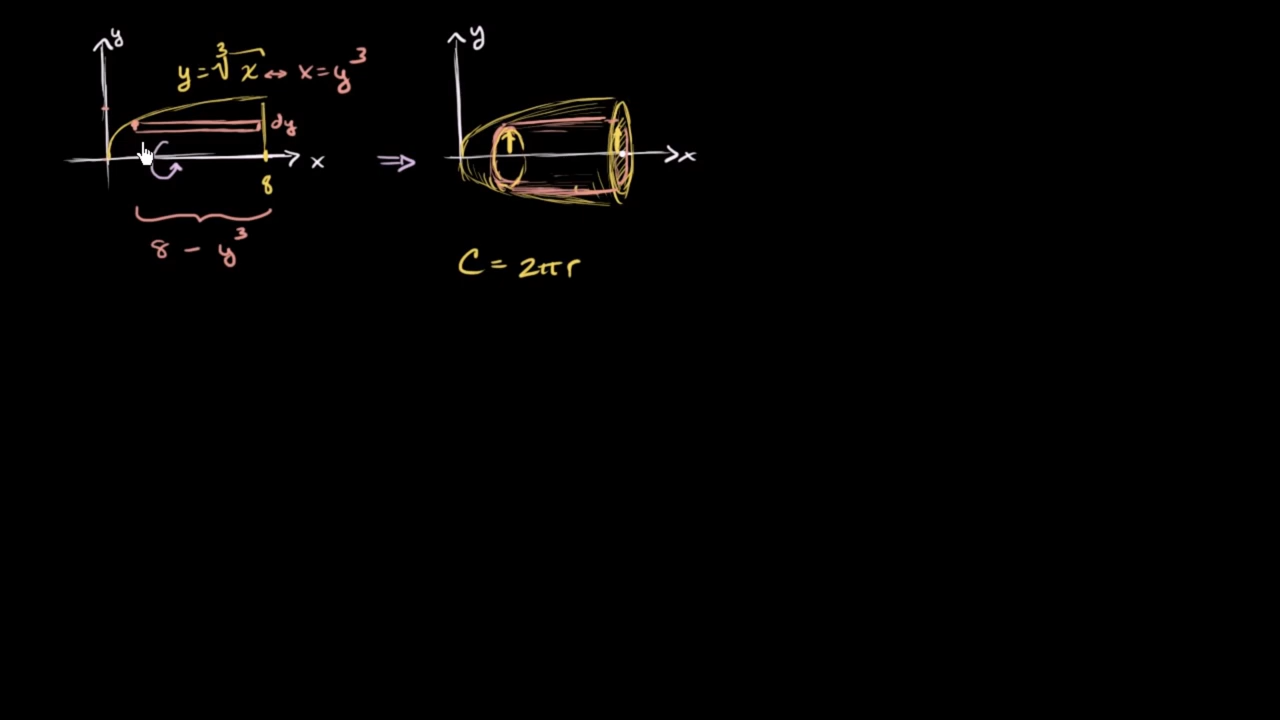 y
y = ∛x ↔ x = y³
dy
x
8
8 - y³
⇒
y
x
C = 2πr